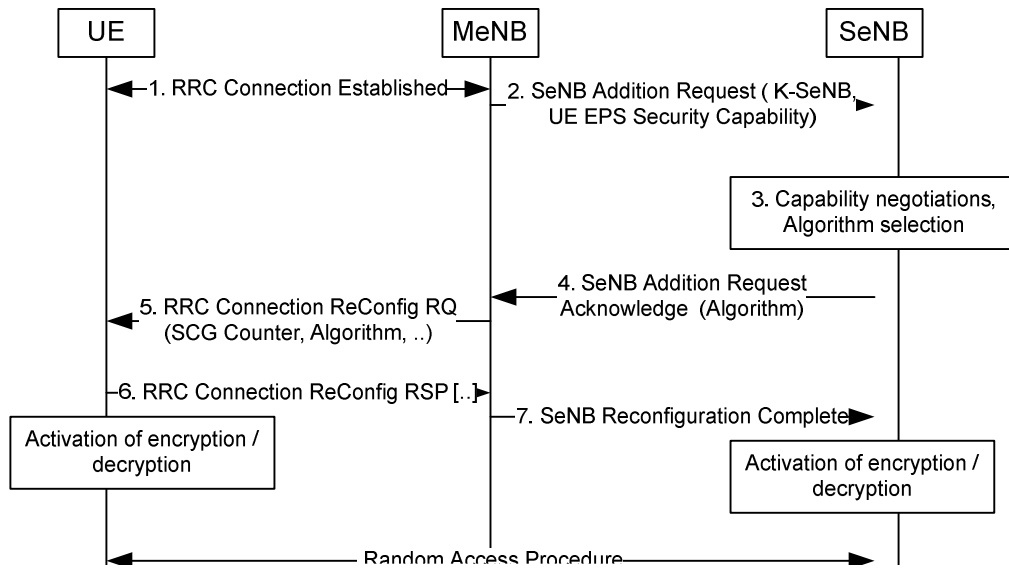 UE
MeNB
SeNB
1. RRC Connection Established
2. SeNB Addition Request ( K-SeNB,
UE EPS Security Capability)
3. Capability negotiations,
Algorithm selection
4. SeNB Addition Request
Acknowledge (Algorithm)
5. RRC Connection ReConfig RQ
(SCG Counter, Algorithm, ..)
6. RRC Connection ReConfig RSP [..]
7. SeNB Reconfiguration Complete
Activation of encryption /
decryption
Activation of encryption /
decryption
Random Access Procedure